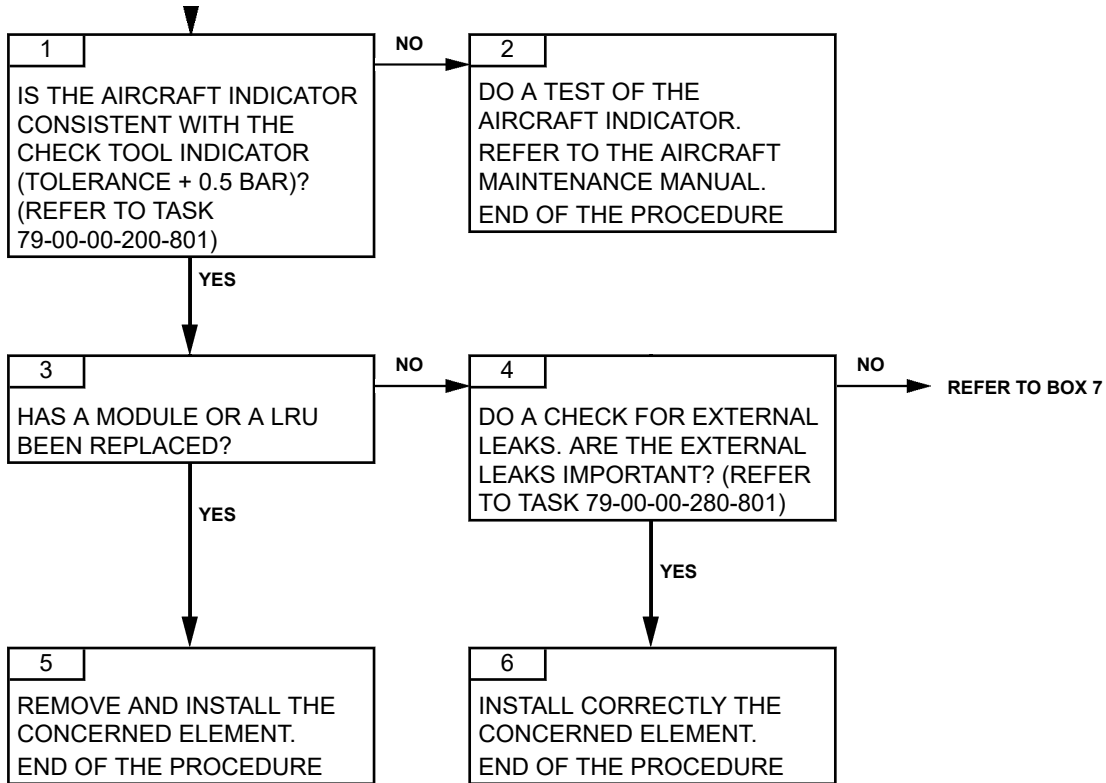 1
IS THE AIRCRAFT INDICATOR
CONSISTENT WITH THE
CHECK TOOL INDICATOR
(TOLERANCE + 0.5 BAR)?
(REFER TO TASK
79-00-00-200-801)
NO
2
DO A TEST OF THE
AIRCRAFT INDICATOR.
REFER TO THE AIRCRAFT
MAINTENANCE MANUAL.
END OF THE PROCEDURE
YES
3
HAS A MODULE OR A LRU
BEEN REPLACED?
NO
4
DO A CHECK FOR EXTERNAL
LEAKS. ARE THE EXTERNAL
LEAKS IMPORTANT? (REFER
TO TASK 79-00-00-280-801)
NO
REFER TO BOX 7
YES
YES
5
REMOVE AND INSTALL THE
CONCERNED ELEMENT.
END OF THE PROCEDURE
6
INSTALL CORRECTLY THE
CONCERNED ELEMENT.
END OF THE PROCEDURE